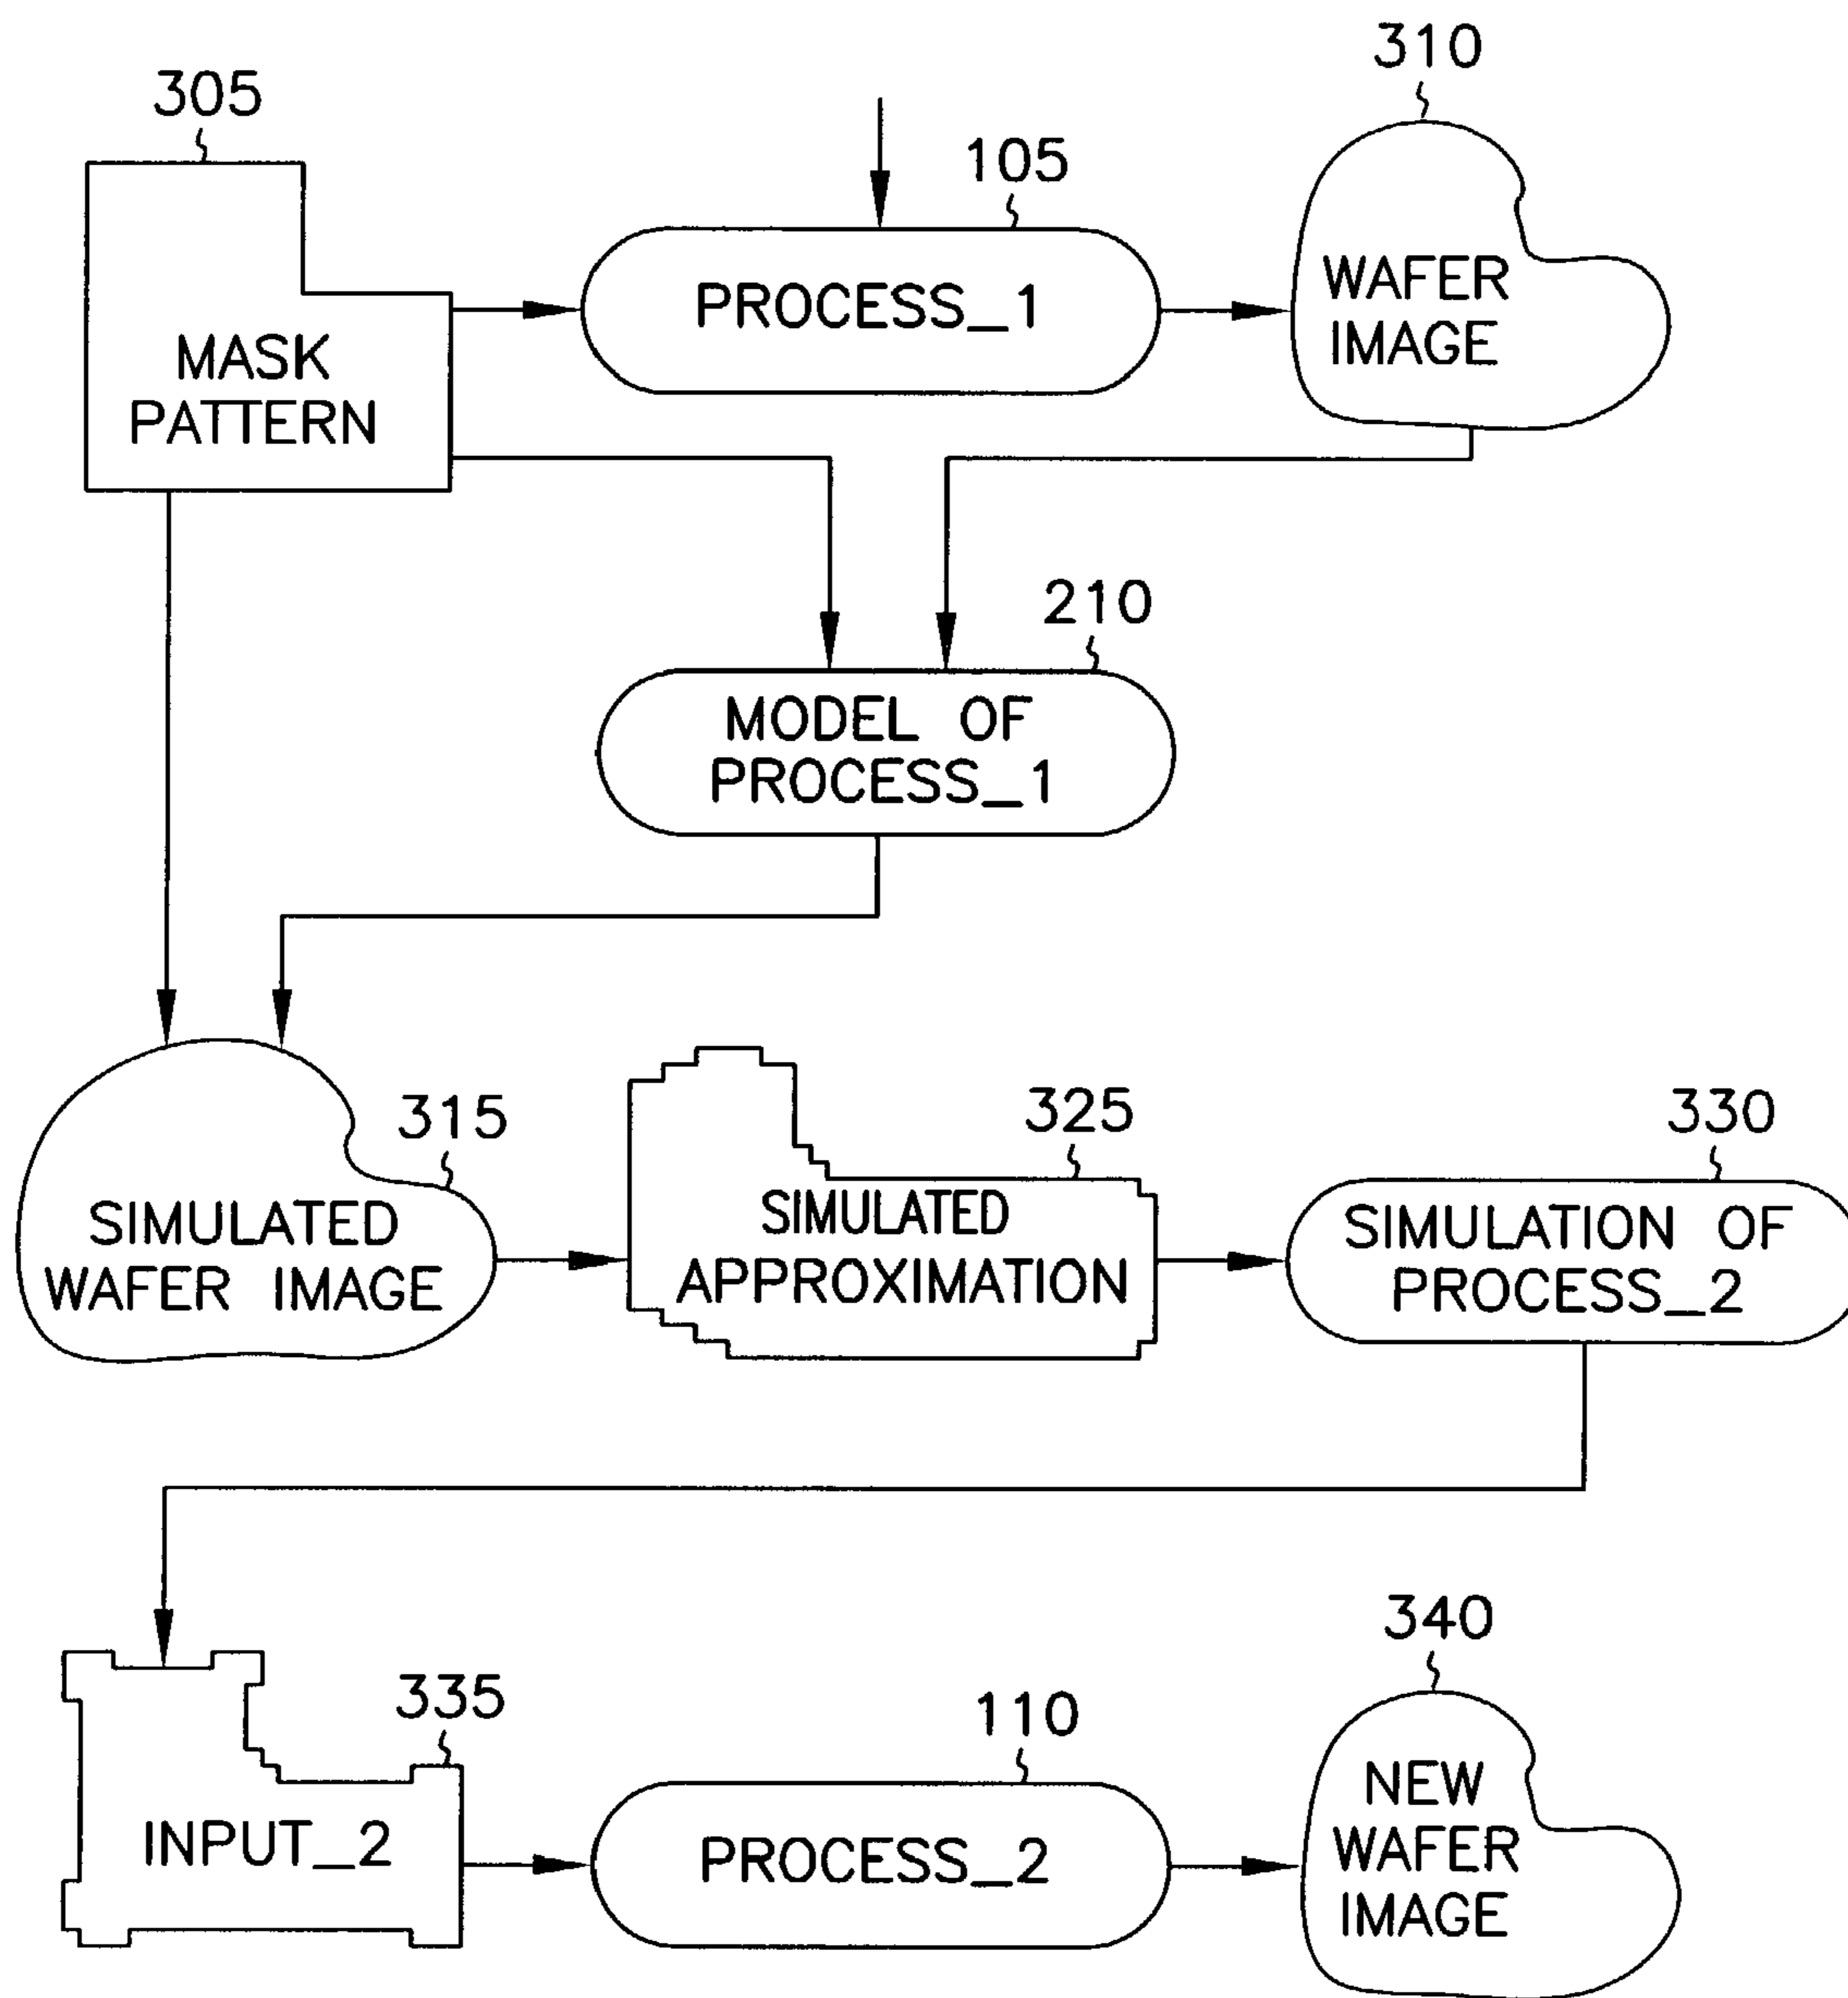 310
305
105
PROCESS_1
WAFER
IMAGE
MASK
PATTERN
210
MODEL OF
PROCESS_1
315
325
330
SIMULATED
WAFER IMAGE
SIMULATED
APPROXIMATION
SIMULATION OF
PROCESS_2
340
335
110
INPUT_2
PROCESS_2
NEW
WAFER
IMAGE